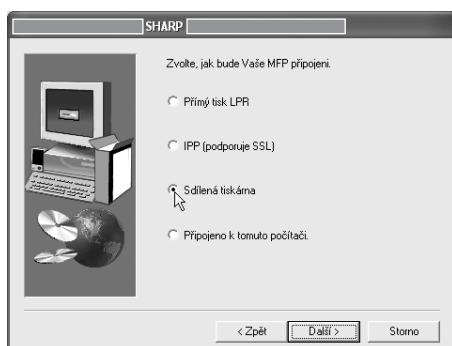 SHARP
Zvolte, jak bude Vaše MFP připojeni.
Přímý tisk LPR
IPP (podporuje SSL)
Sdílená tiskárna
Připojeno k tomuto počítači.
< Zpět
Další >
Storno